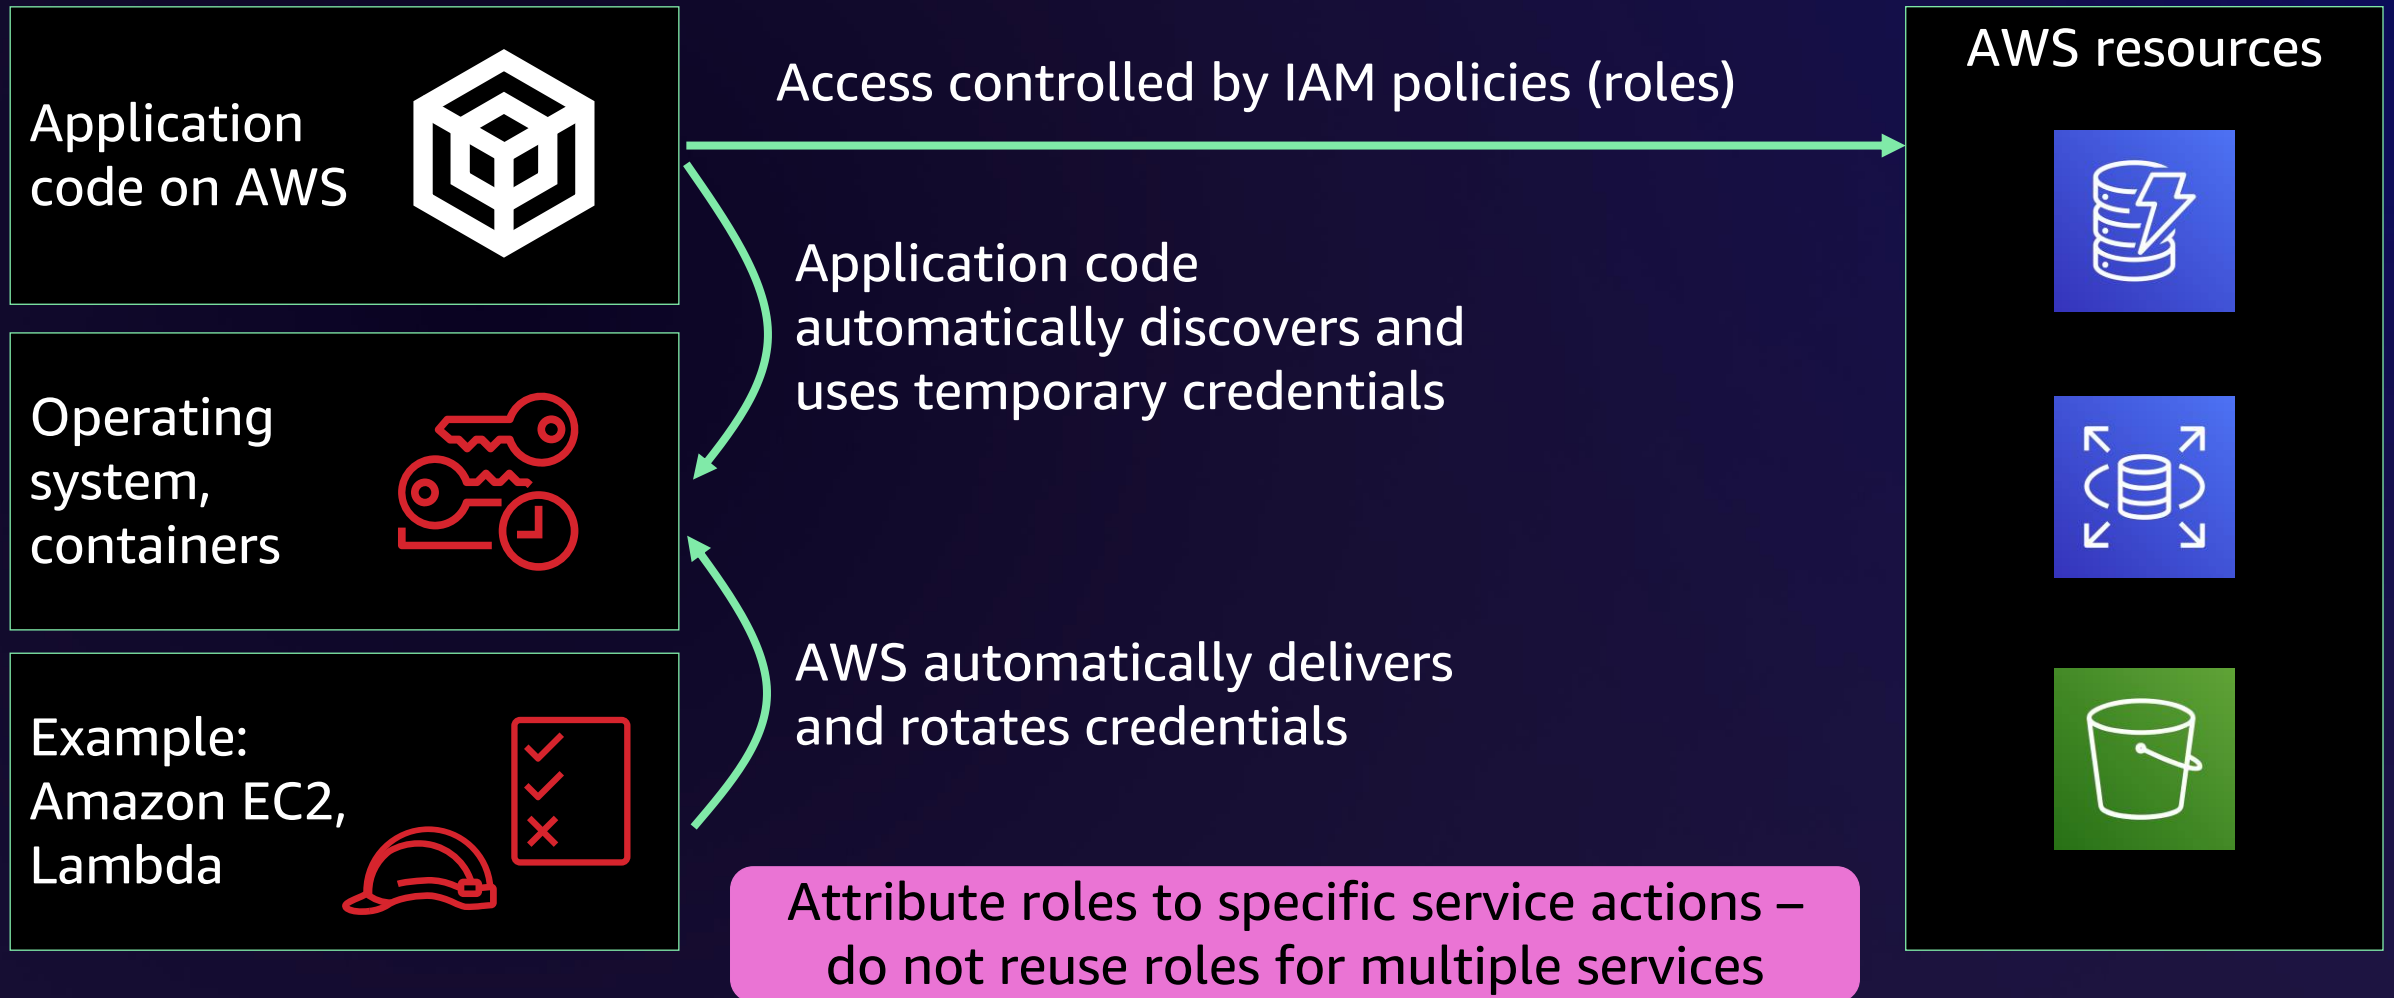 Application
code on AWS
Access controlled by IAM policies (roles)
AWS resources
Application code
automatically discovers and
uses temporary credentials
Operating
system,
containers
AWS automatically delivers
and rotates credentials
Example:
Amazon EC2,
Lambda
Attribute roles to specific service actions –
do not reuse roles for multiple services